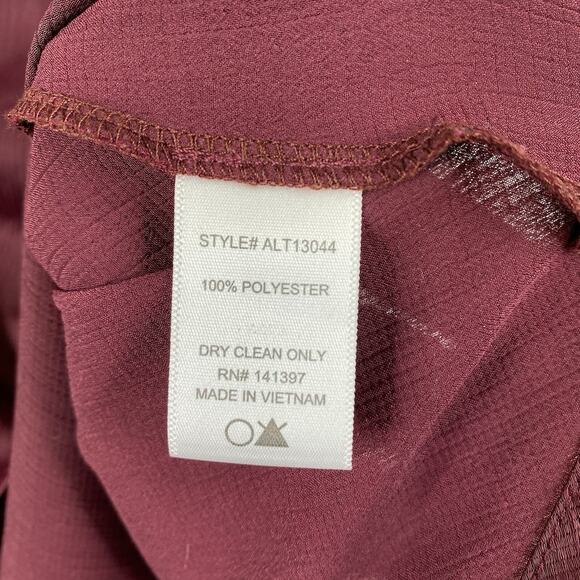 STYLE# ALT13044
100% POLYESTER
DRY CLEAN ONLY
RN# 141397
MADE IN VIETNAM